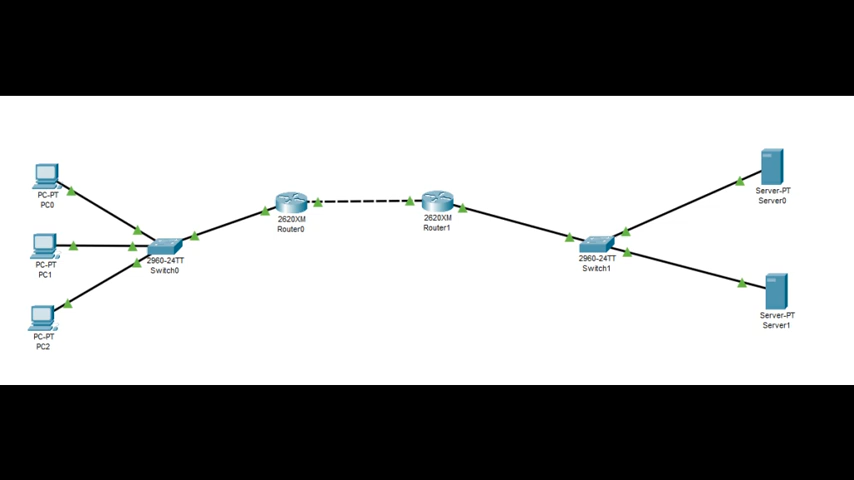 PC-PT
PC0
PC-PT
PC1
PC-PT
PC2
2960-24TT
Switch0
2620XM
Router0
2620XM
Router1
2960-24TT
Switch1
Server-PT
Server0
Server-PT
Server1